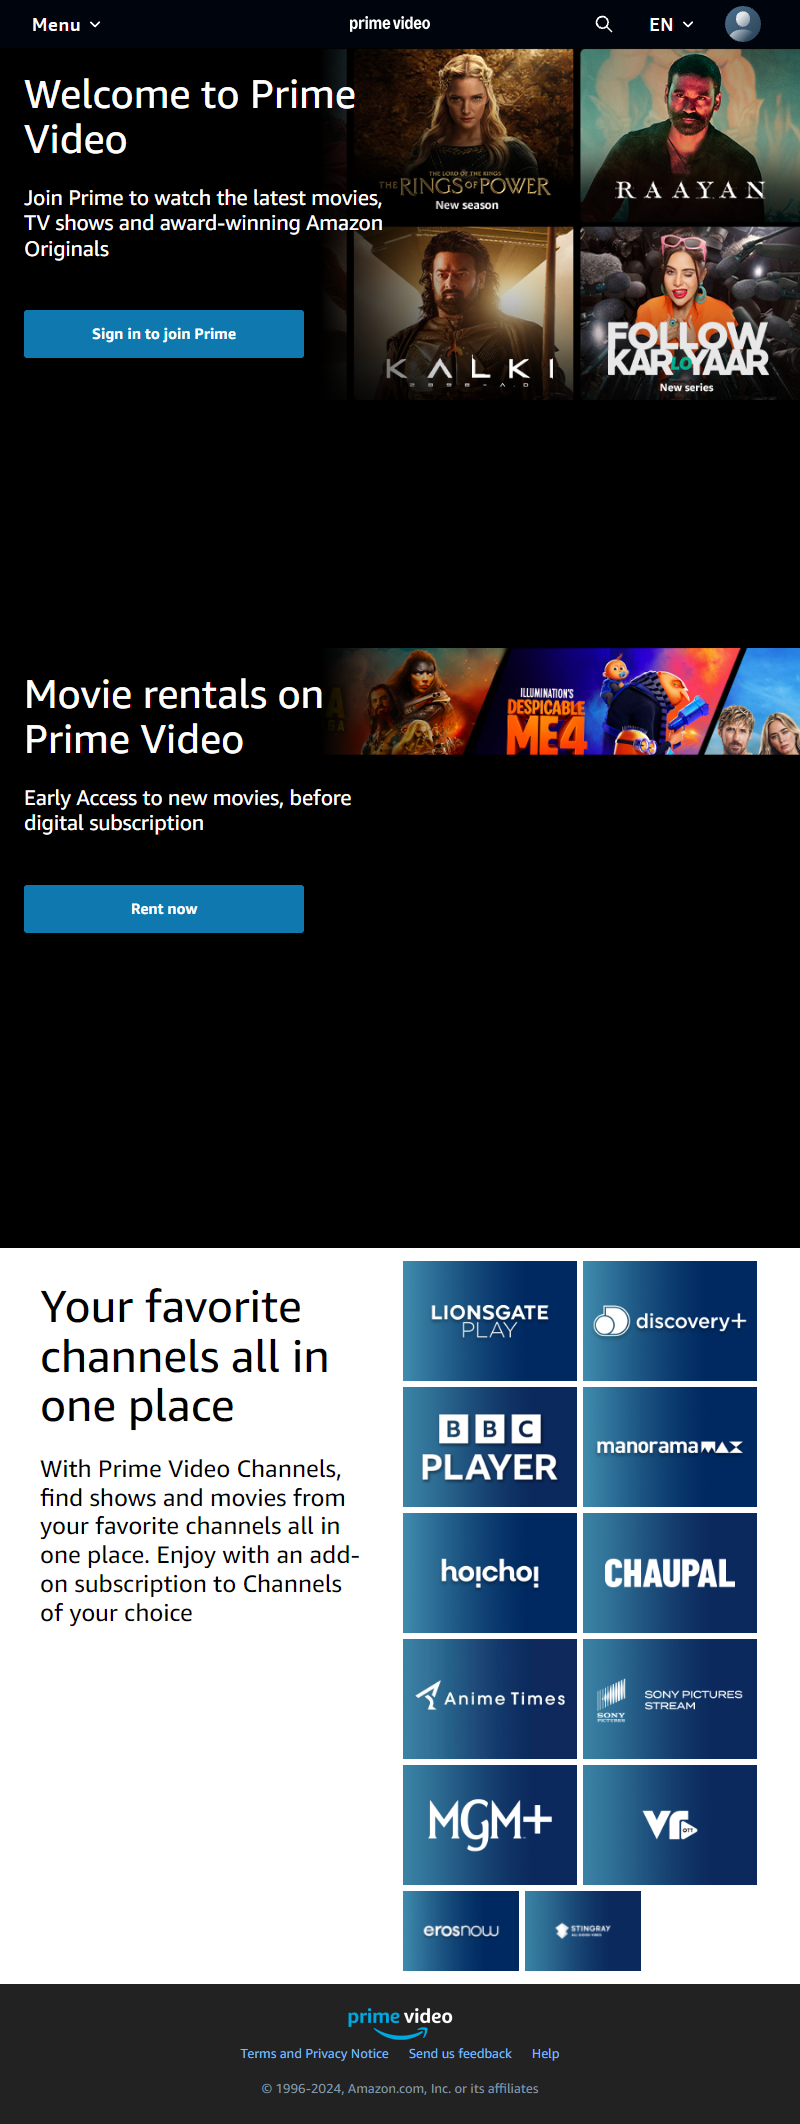 Menu
prime video
EN
Welcome to Prime
Video
Join Prime to watch the latest movies,
TV shows and award-winning Amazon
Originals
Sign in to join Prime
THE LORD OF THE RINGS
THE RINGS OF POWER
New season
RAAYAN
KALKI
2898-A.D
FOLLOW
KAR LO YAAR
New series
Movie rentals on
Prime Video
Early Access to new movies, before
digital subscription
Rent now
ILLUMINATION'S
DESPICABLE
ME 4
Your favorite
channels all in
one place
With Prime Video Channels,
find shows and movies from
your favorite channels all in
one place. Enjoy with an add-
on subscription to Channels
of your choice
LIONSGATE
PLAY
discovery+
BBC
PLAYER
manoramaMAX
hoichoi
CHAUPAL
Anime Times
SONY
PICTURES
SONY PICTURES
STREAM
MGM+
VR
OTT
erosnow
STINGRAY
ALL GOOD VIBES
prime video
Terms and Privacy Notice
Send us feedback
Help
© 1996-2024, Amazon.com, Inc. or its affiliates